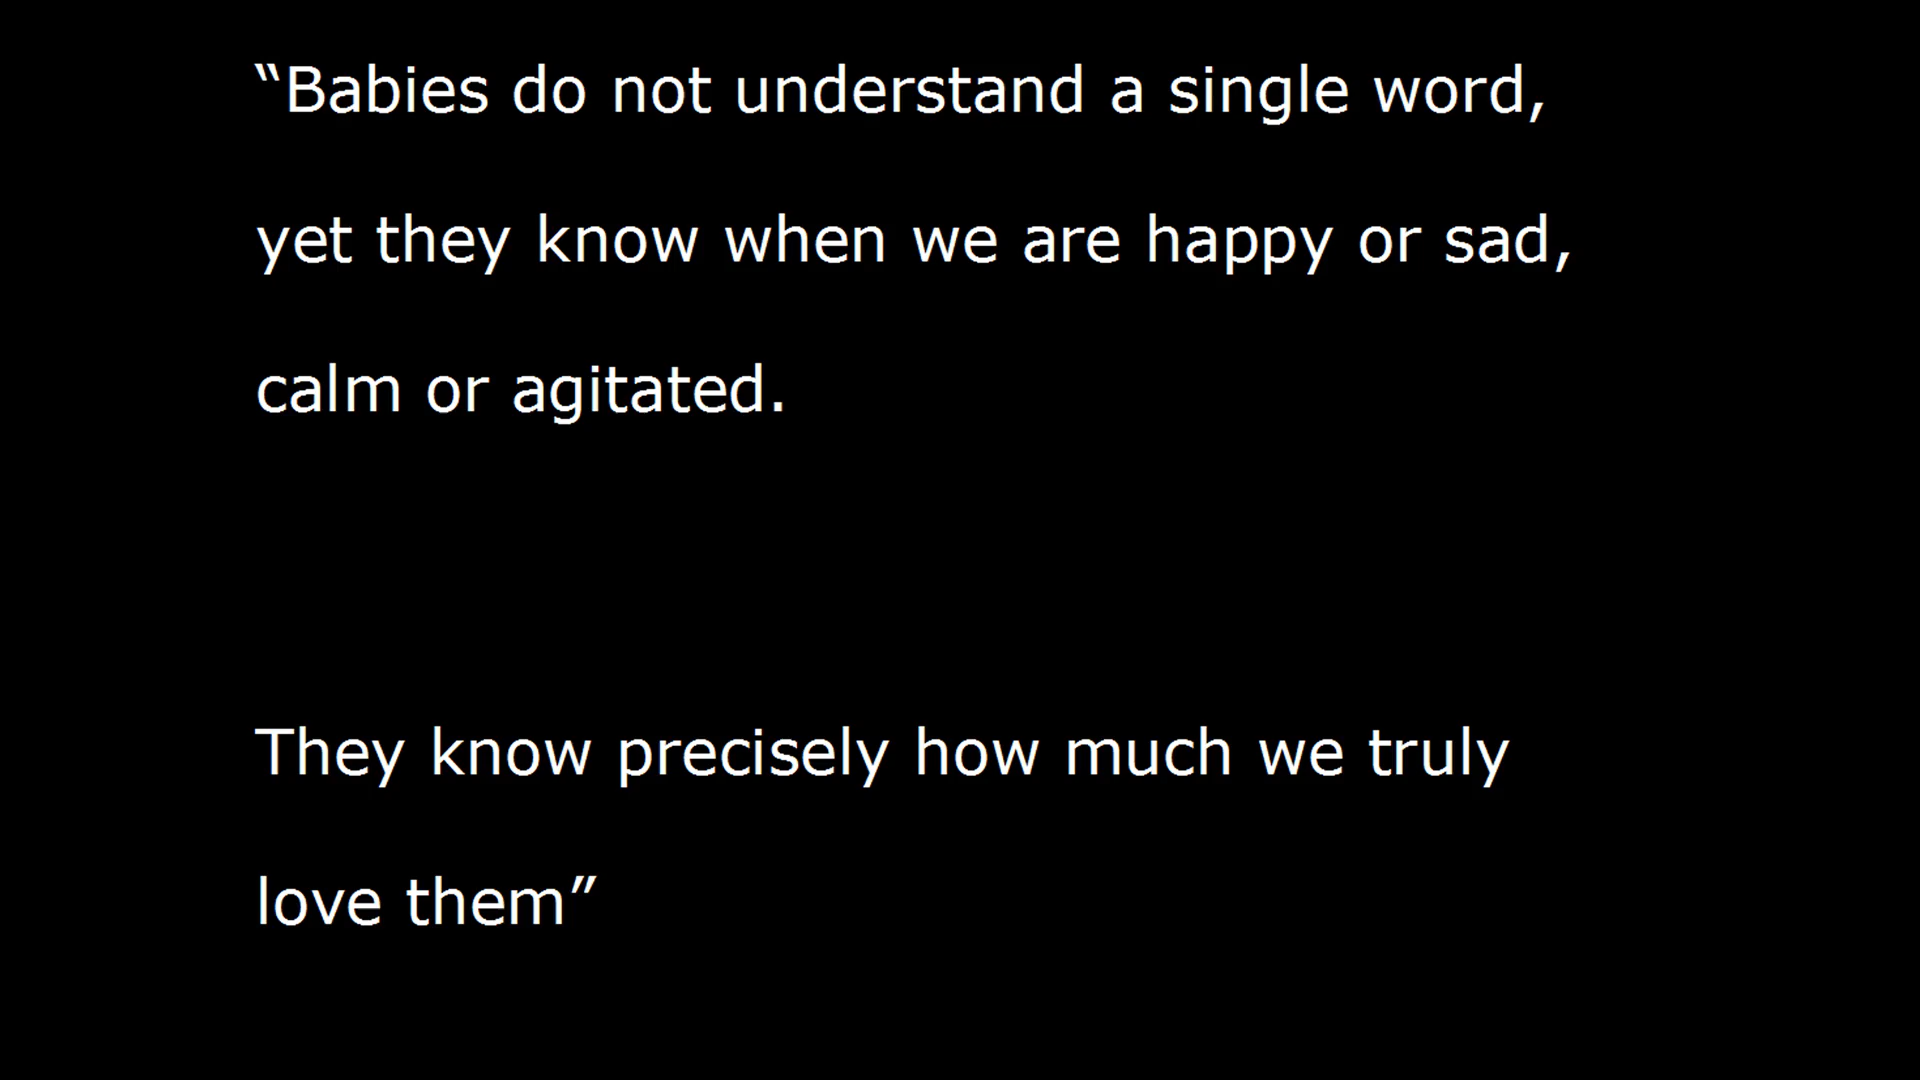 “Babies do not understand a single word,
yet they know when we are happy or sad,
calm or agitated.
They know precisely how much we truly
love them”